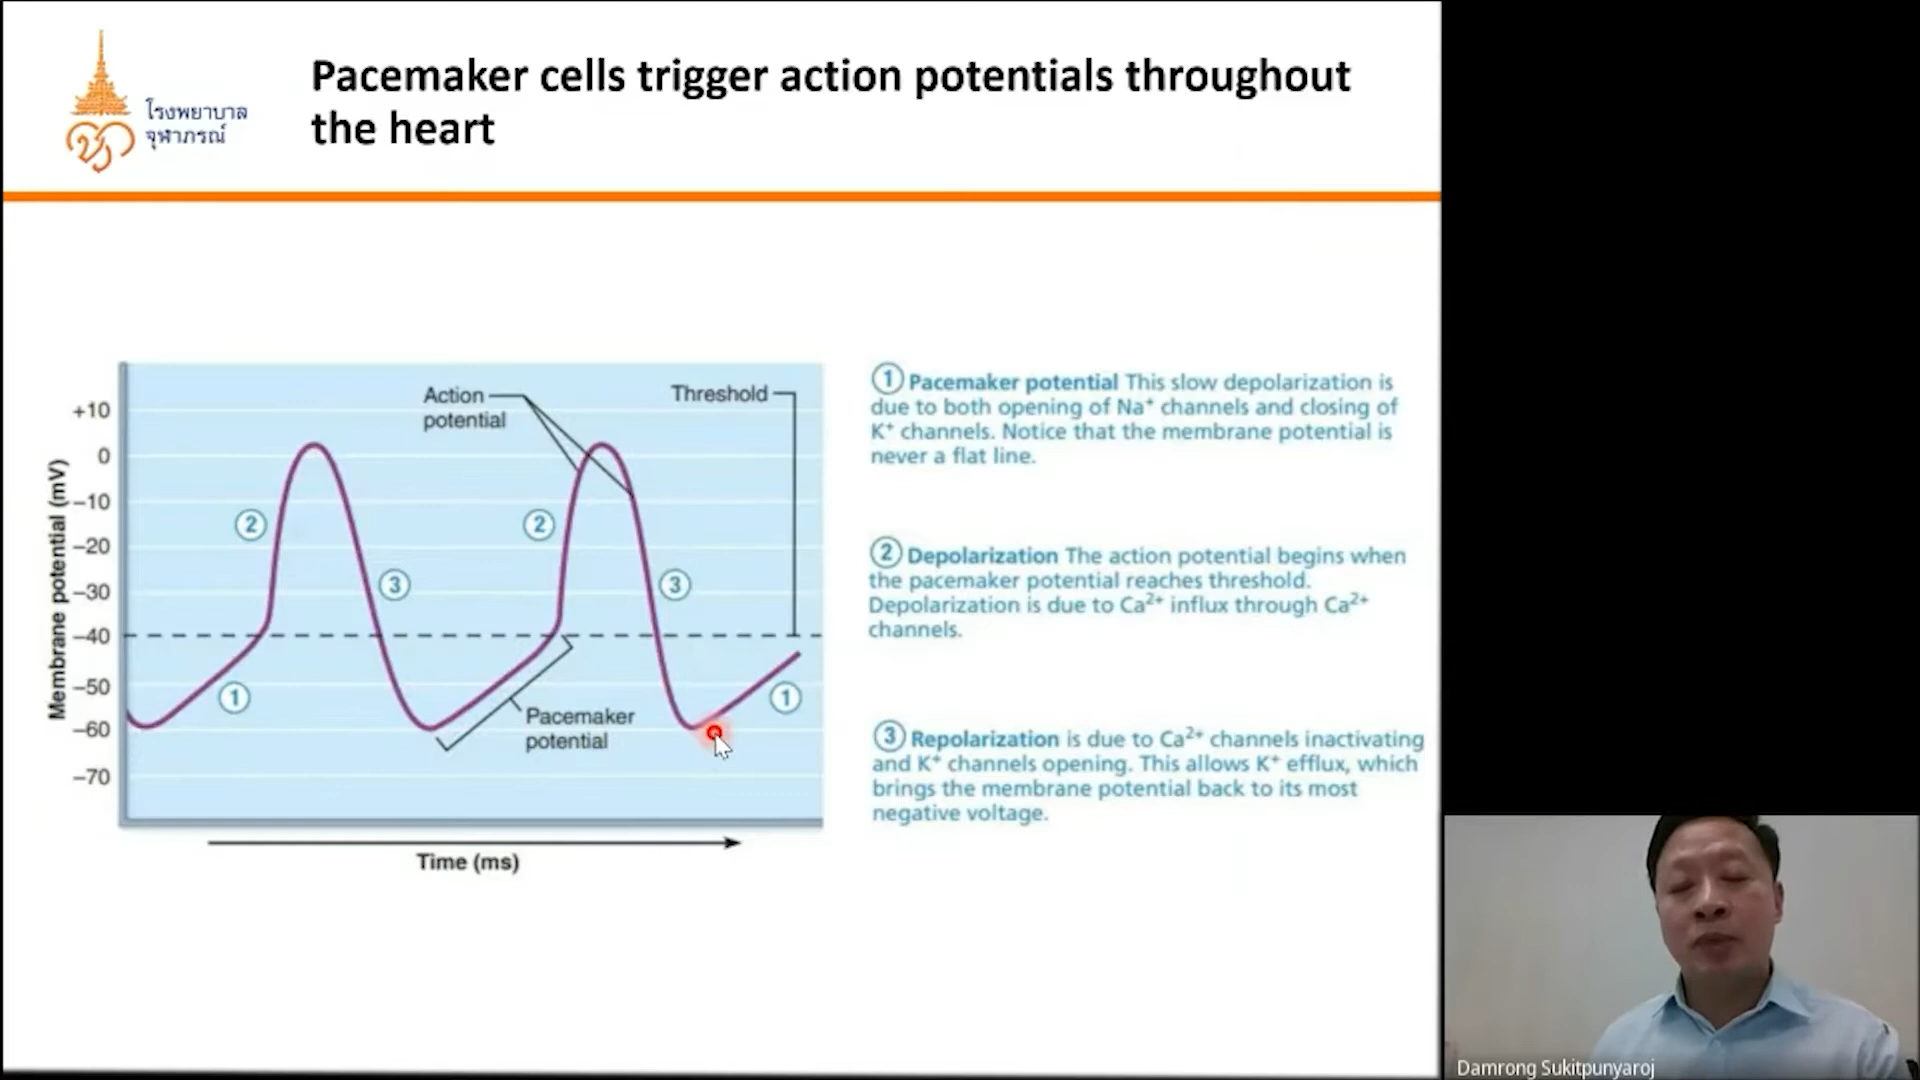 Pacemaker cells trigger action potentials throughout
the heart
โรงพยาบาล
จุฬาภรณ์
Membrane potential (mV)
+10
0
–10
–20
–30
–40
–50
–60
–70
Action
potential
Threshold
2
3
2
3
1
1
Pacemaker
potential
Time (ms)
1 Pacemaker potential This slow depolarization is
due to both opening of Na⁺ channels and closing of
K⁺ channels. Notice that the membrane potential is
never a flat line.
2 Depolarization The action potential begins when
the pacemaker potential reaches threshold.
Depolarization is due to Ca²⁺ influx through Ca²⁺
channels.
3 Repolarization is due to Ca²⁺ channels inactivating
and K⁺ channels opening. This allows K⁺ efflux, which
brings the membrane potential back to its most
negative voltage.
Damrong Sukitpunyaroj